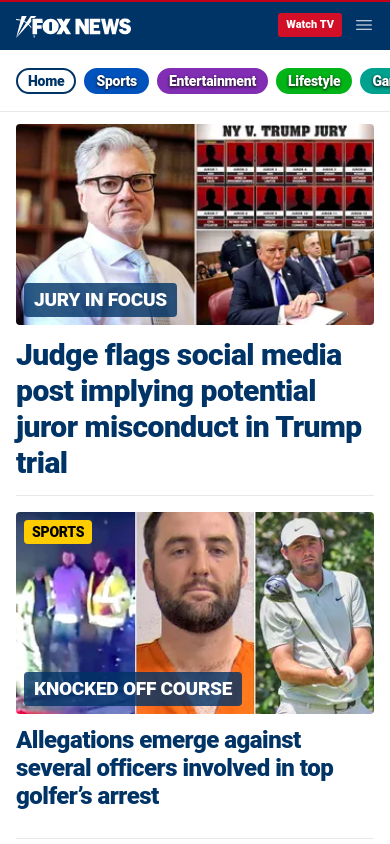 FOX NEWS
Watch TV
Home
Sports
Entertainment
Lifestyle
NY V. TRUMP JURY
JURY IN FOCUS
Judge flags social media
post implying potential
juror misconduct in Trump
trial
SPORTS
KNOCKED OFF COURSE
Allegations emerge against
several officers involved in top
golfer’s arrest